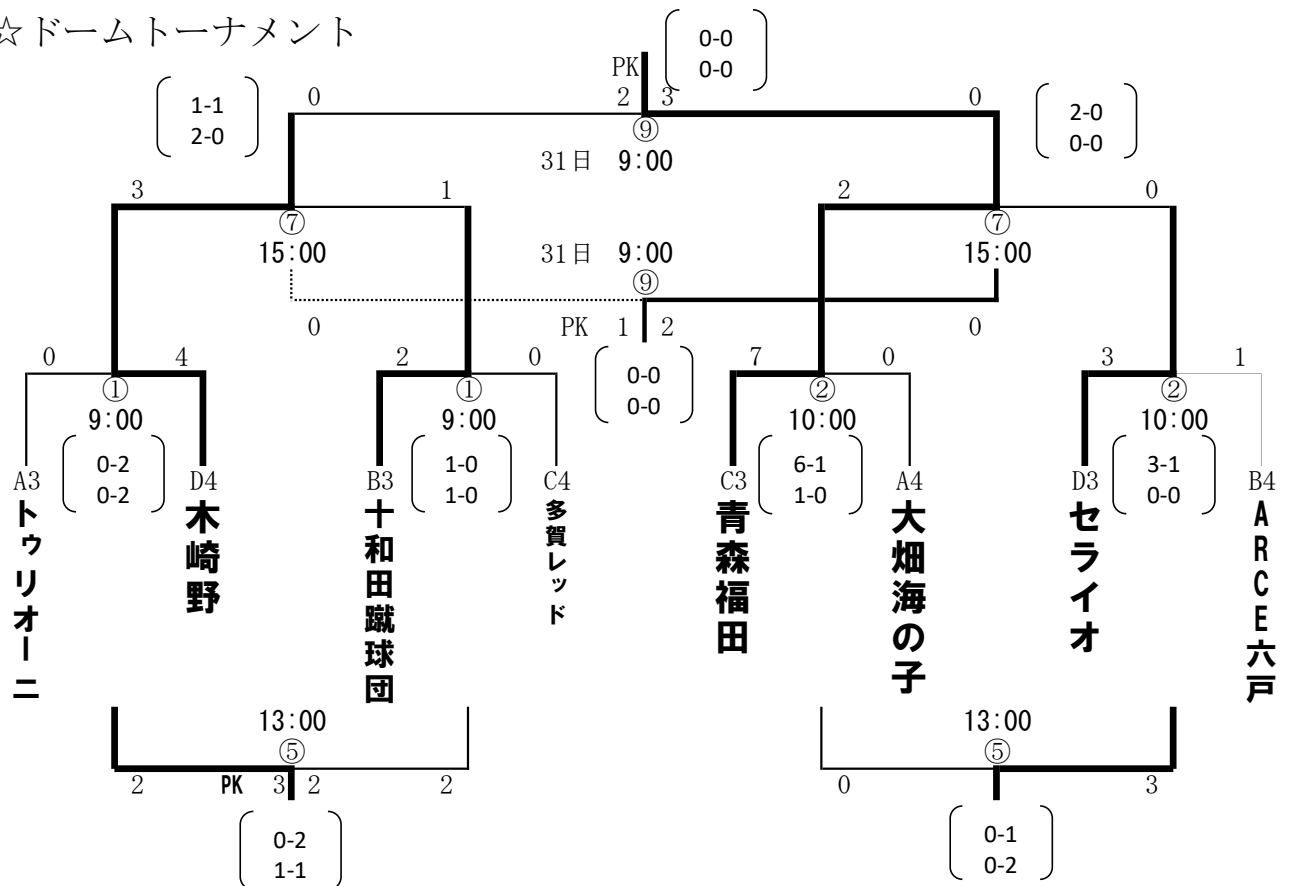 ☆ドームトーナメント
0-0
0-0
PK
1-1
2-0
0
2 3
0
2-0
0-0
⑨
31日 9:00
3
1
2
0
⑦
⑦
15:00
31日 9:00
15:00
⑨
0
PK 1 2
0
0 4
2 0
0-0
0-0
7 0
3 1
①
①
②
②
9:00
9:00
10:00
10:00
0-2
0-2
1-0
1-0
6-1
1-0
3-1
0-0
A3
D4
B3
C4
C3
A4
D3
B4
トゥリオーニ
木崎野
十和田蹴球団
多賀レッド
青森福田
大畑海の子
セライオ
ARCE六戸
13:00
13:00
⑤
⑤
2 PK 3 2 2
0 3
0-2
1-1
0-1
0-2